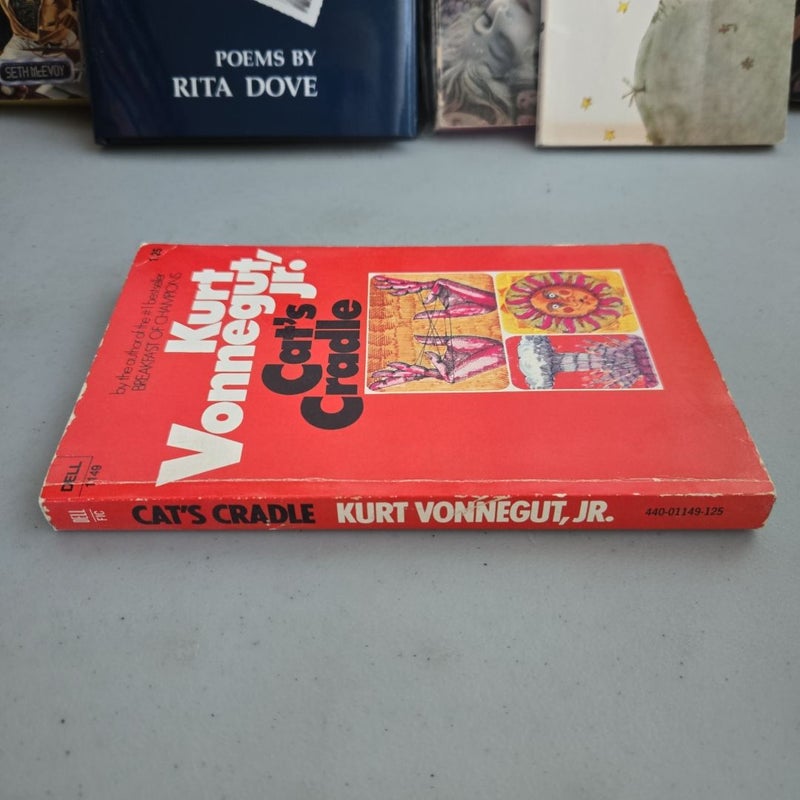 SETH McEVOY
POEMS BY
RITA DOVE
1.25
by the author of the #1 bestseller
BREAKFAST OF CHAMPIONS
Kurt
Vonnegut,
Jr.
Cat's
Cradle
DELL
1149
DELL
FIC
CAT'S CRADLE KURT VONNEGUT, JR. 440-01149-125